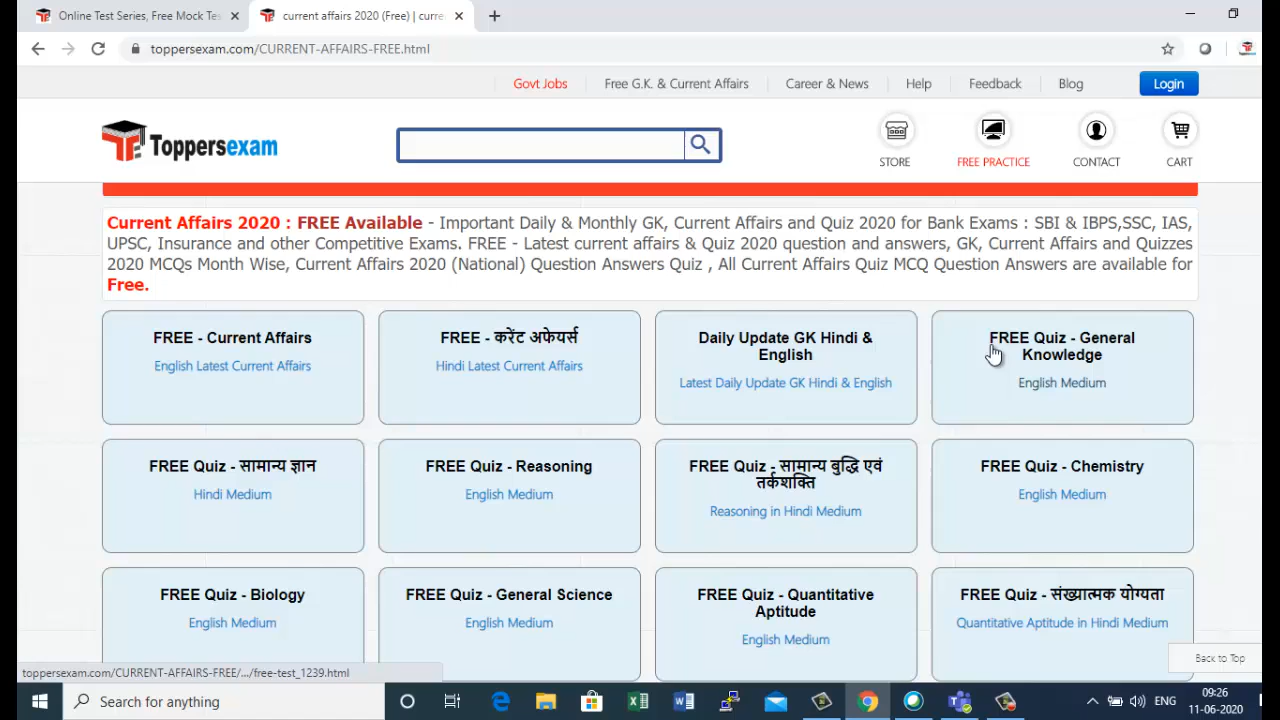 Online Test Series, Free Mock Tes
current affairs 2020 (Free) | curre
toppersexam.com/CURRENT-AFFAIRS-FREE.html
Govt Jobs Free G.K. & Current Affairs Career & News Help Feedback Blog Login
Toppersexam
STORE FREE PRACTICE CONTACT CART
Current Affairs 2020 : FREE Available - Important Daily & Monthly GK, Current Affairs and Quiz 2020 for Bank Exams : SBI & IBPS,SSC, IAS,
UPSC, Insurance and other Competitive Exams. FREE - Latest current affairs & Quiz 2020 question and answers, GK, Current Affairs and Quizzes
2020 MCQs Month Wise, Current Affairs 2020 (National) Question Answers Quiz , All Current Affairs Quiz MCQ Question Answers are available for
Free.
FREE - Current Affairs
English Latest Current Affairs
FREE - करेंट अफेयर्स
Hindi Latest Current Affairs
Daily Update GK Hindi &
English
Latest Daily Update GK Hindi & English
FREE Quiz - General
Knowledge
English Medium
FREE Quiz - सामान्य ज्ञान
Hindi Medium
FREE Quiz - Reasoning
English Medium
FREE Quiz - सामान्य बुद्धि एवं
तर्कशक्ति
Reasoning in Hindi Medium
FREE Quiz - Chemistry
English Medium
FREE Quiz - Biology
English Medium
FREE Quiz - General Science
English Medium
FREE Quiz - Quantitative
Aptitude
English Medium
FREE Quiz - संख्यात्मक योग्यता
Quantitative Aptitude in Hindi Medium
Back to Top
toppersexam.com/CURRENT-AFFAIRS-FREE/.../free-test_1239.html
Search for anything
ENG
09:26
11-06-2020